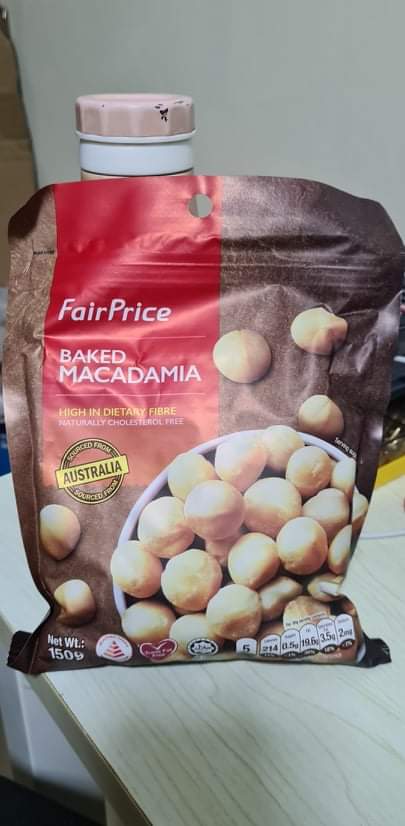 FairPrice
BAKED
MACADAMIA
HIGH IN DIETARY FIBRE
NATURALLY CHOLESTEROL FREE
SOURCED FROM
AUSTRALIA
SOURCED FROM
Net Wt.:
150g
5
214
0.5g
19.6g
3.5g
2mg